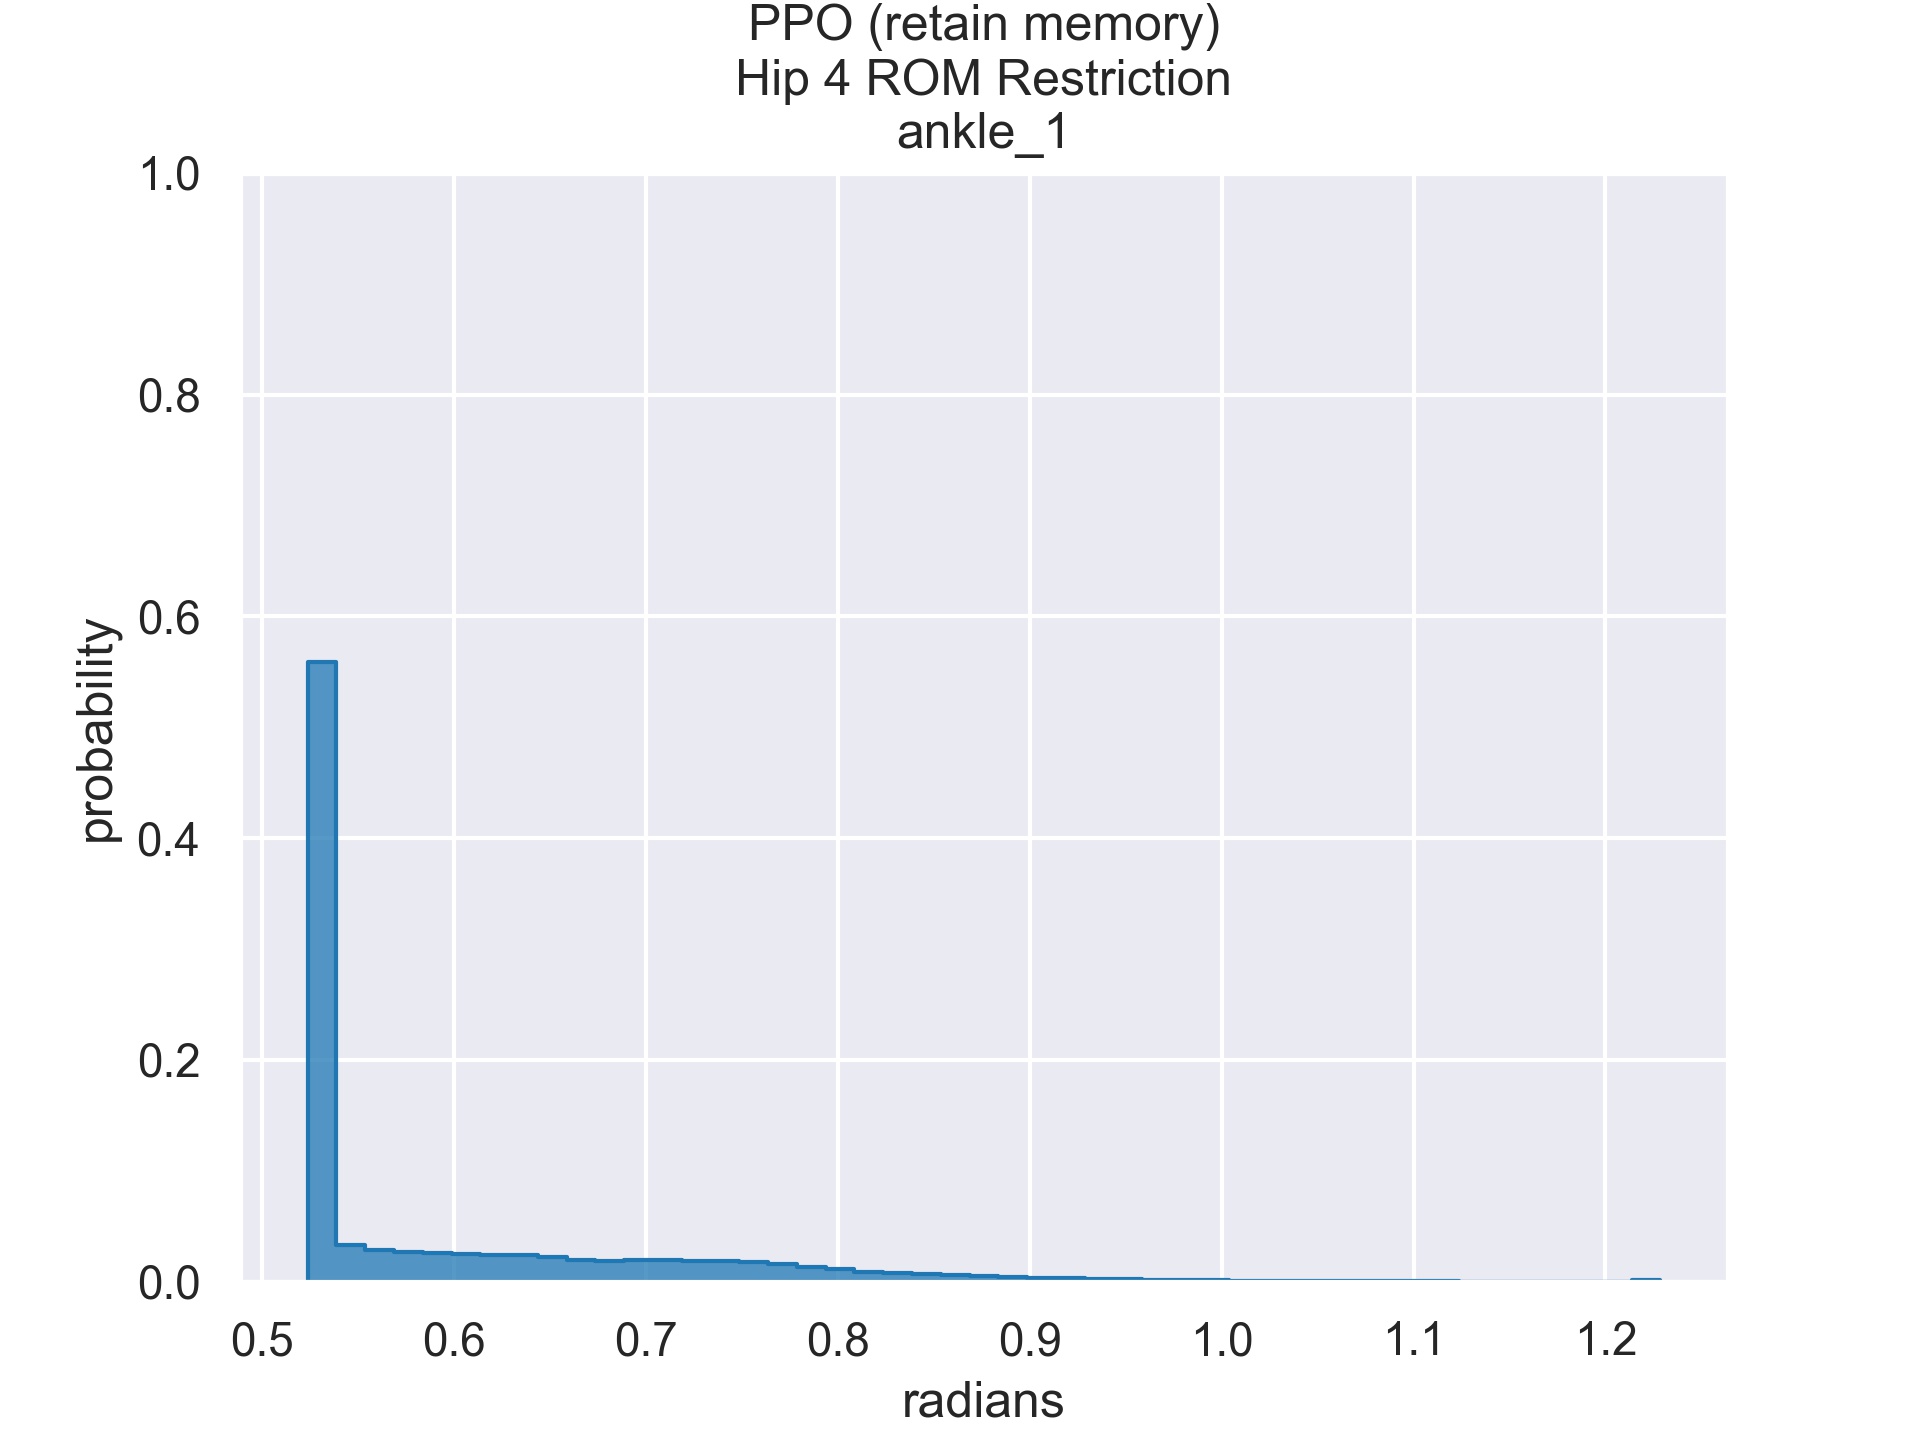 PPO (retain memory)
Hip 4 ROM Restriction
ankle_1
1.0
0.8
0.6
0.4
0.2
0.0
probability
0.5 0.6 0.7 0.8 0.9 1.0 1.1 1.2
radians